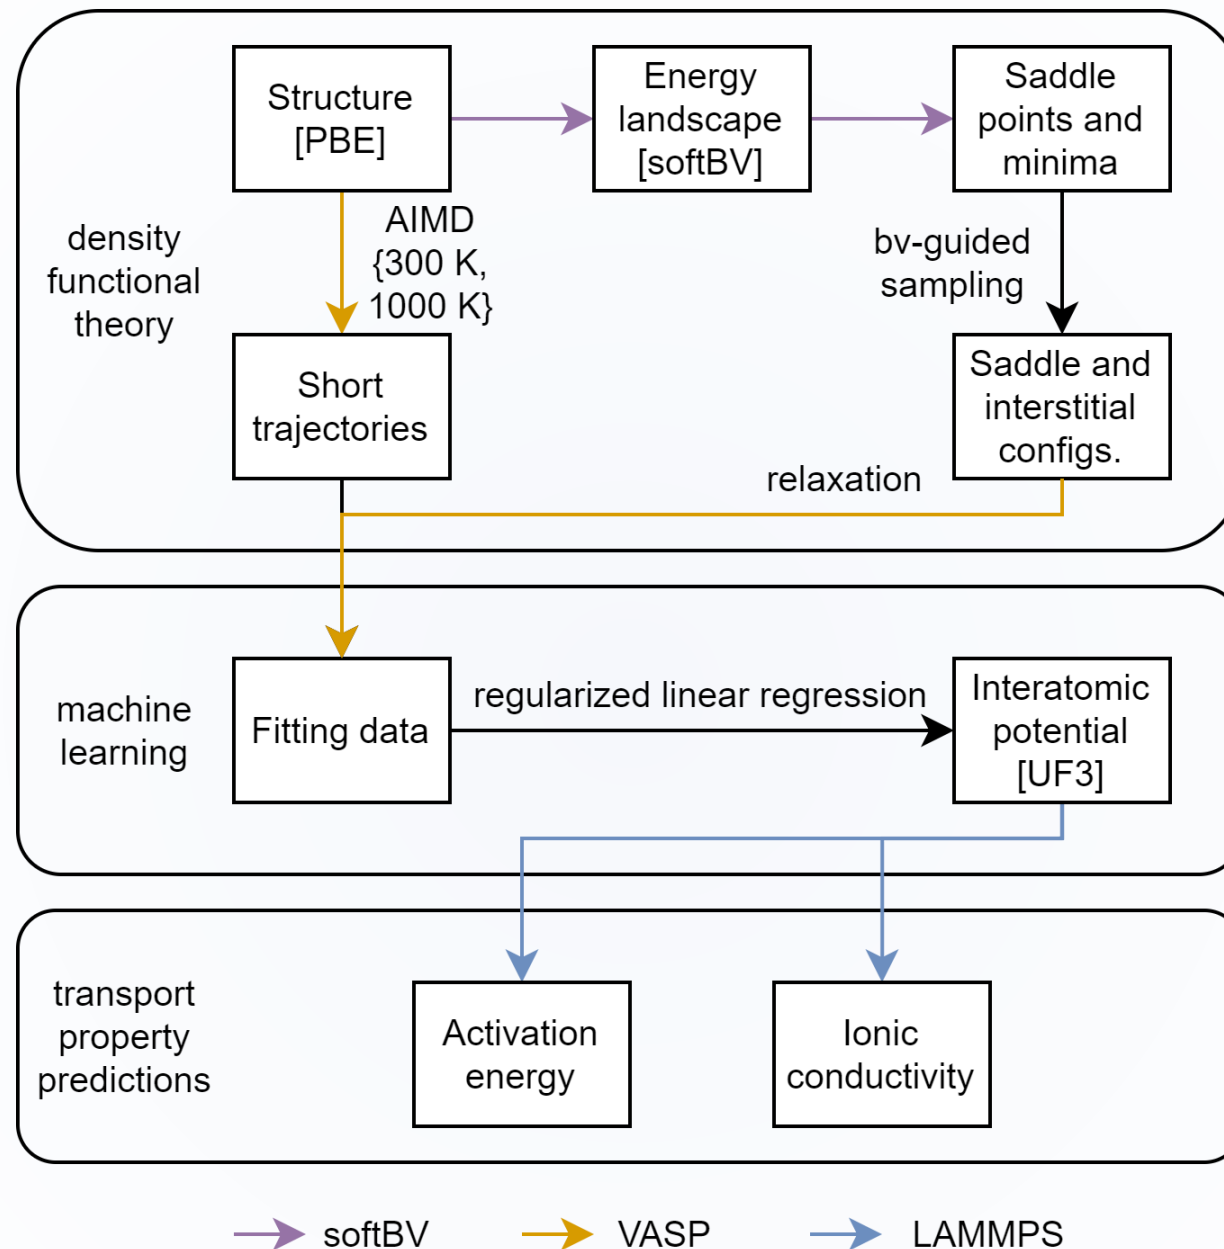 Structure
[PBE]
Energy
landscape
[softBV]
Saddle
points and
minima
density
functional
theory
AIMD
{300 K,
1000 K}
bv-guided
sampling
Short
trajectories
Saddle and
interstitial
configs.
relaxation
machine
learning
Fitting data
regularized linear regression
Interatomic
potential
[UF3]
transport
property
predictions
Activation
energy
Ionic
conductivity
softBV
VASP
LAMMPS